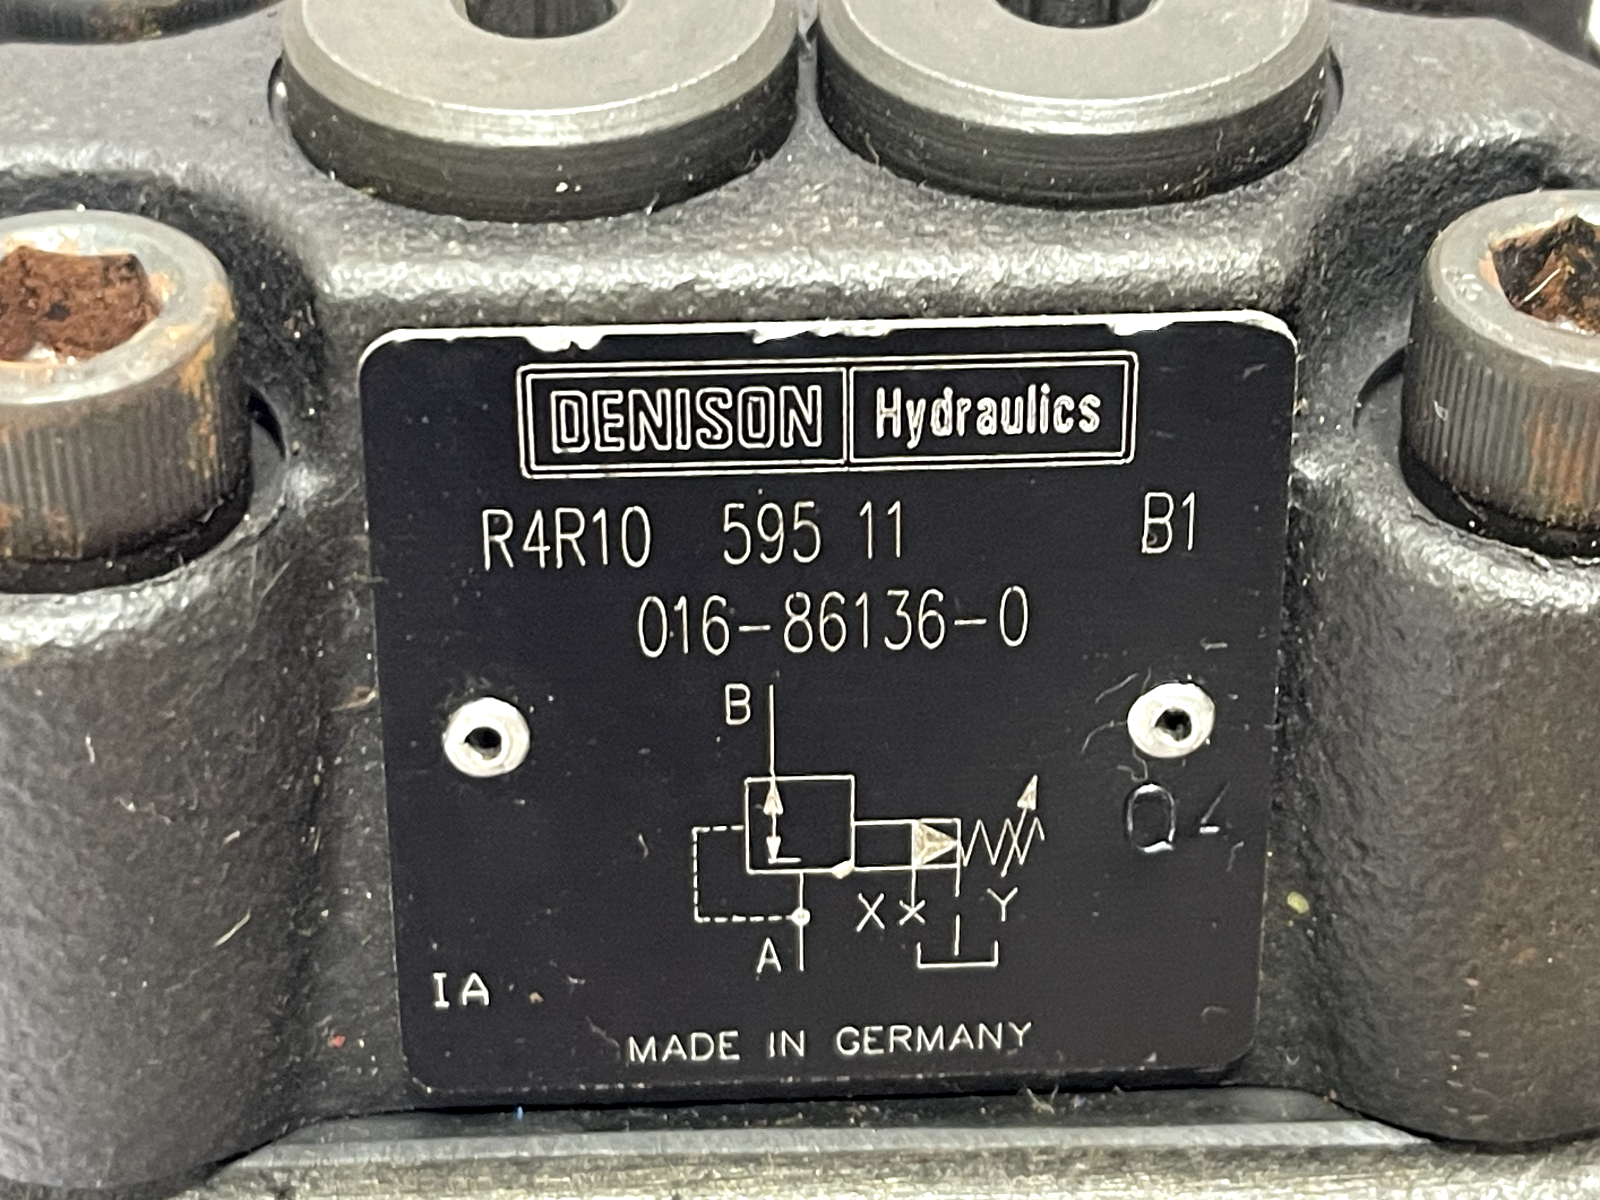 DENISON Hydraulics
R4R10 595 11 B1
016-86136-0
B
Q
X Y
A
IA
MADE IN GERMANY